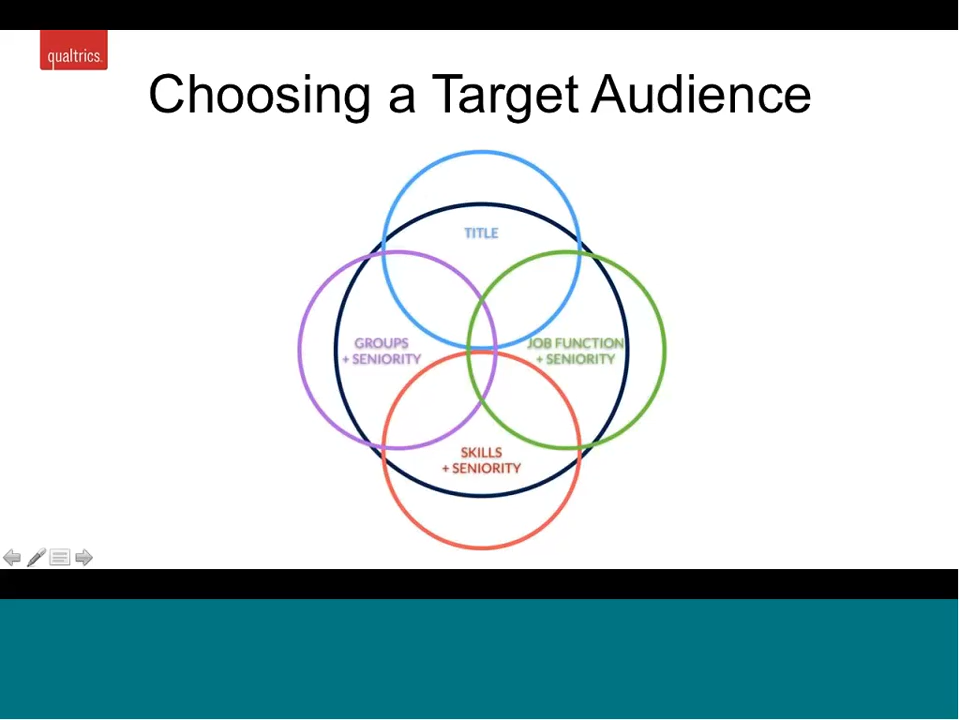 qualtrics.
Choosing a Target Audience
TITLE
GROUPS
+ SENIORITY
JOB FUNCTION
+ SENIORITY
SKILLS
+ SENIORITY